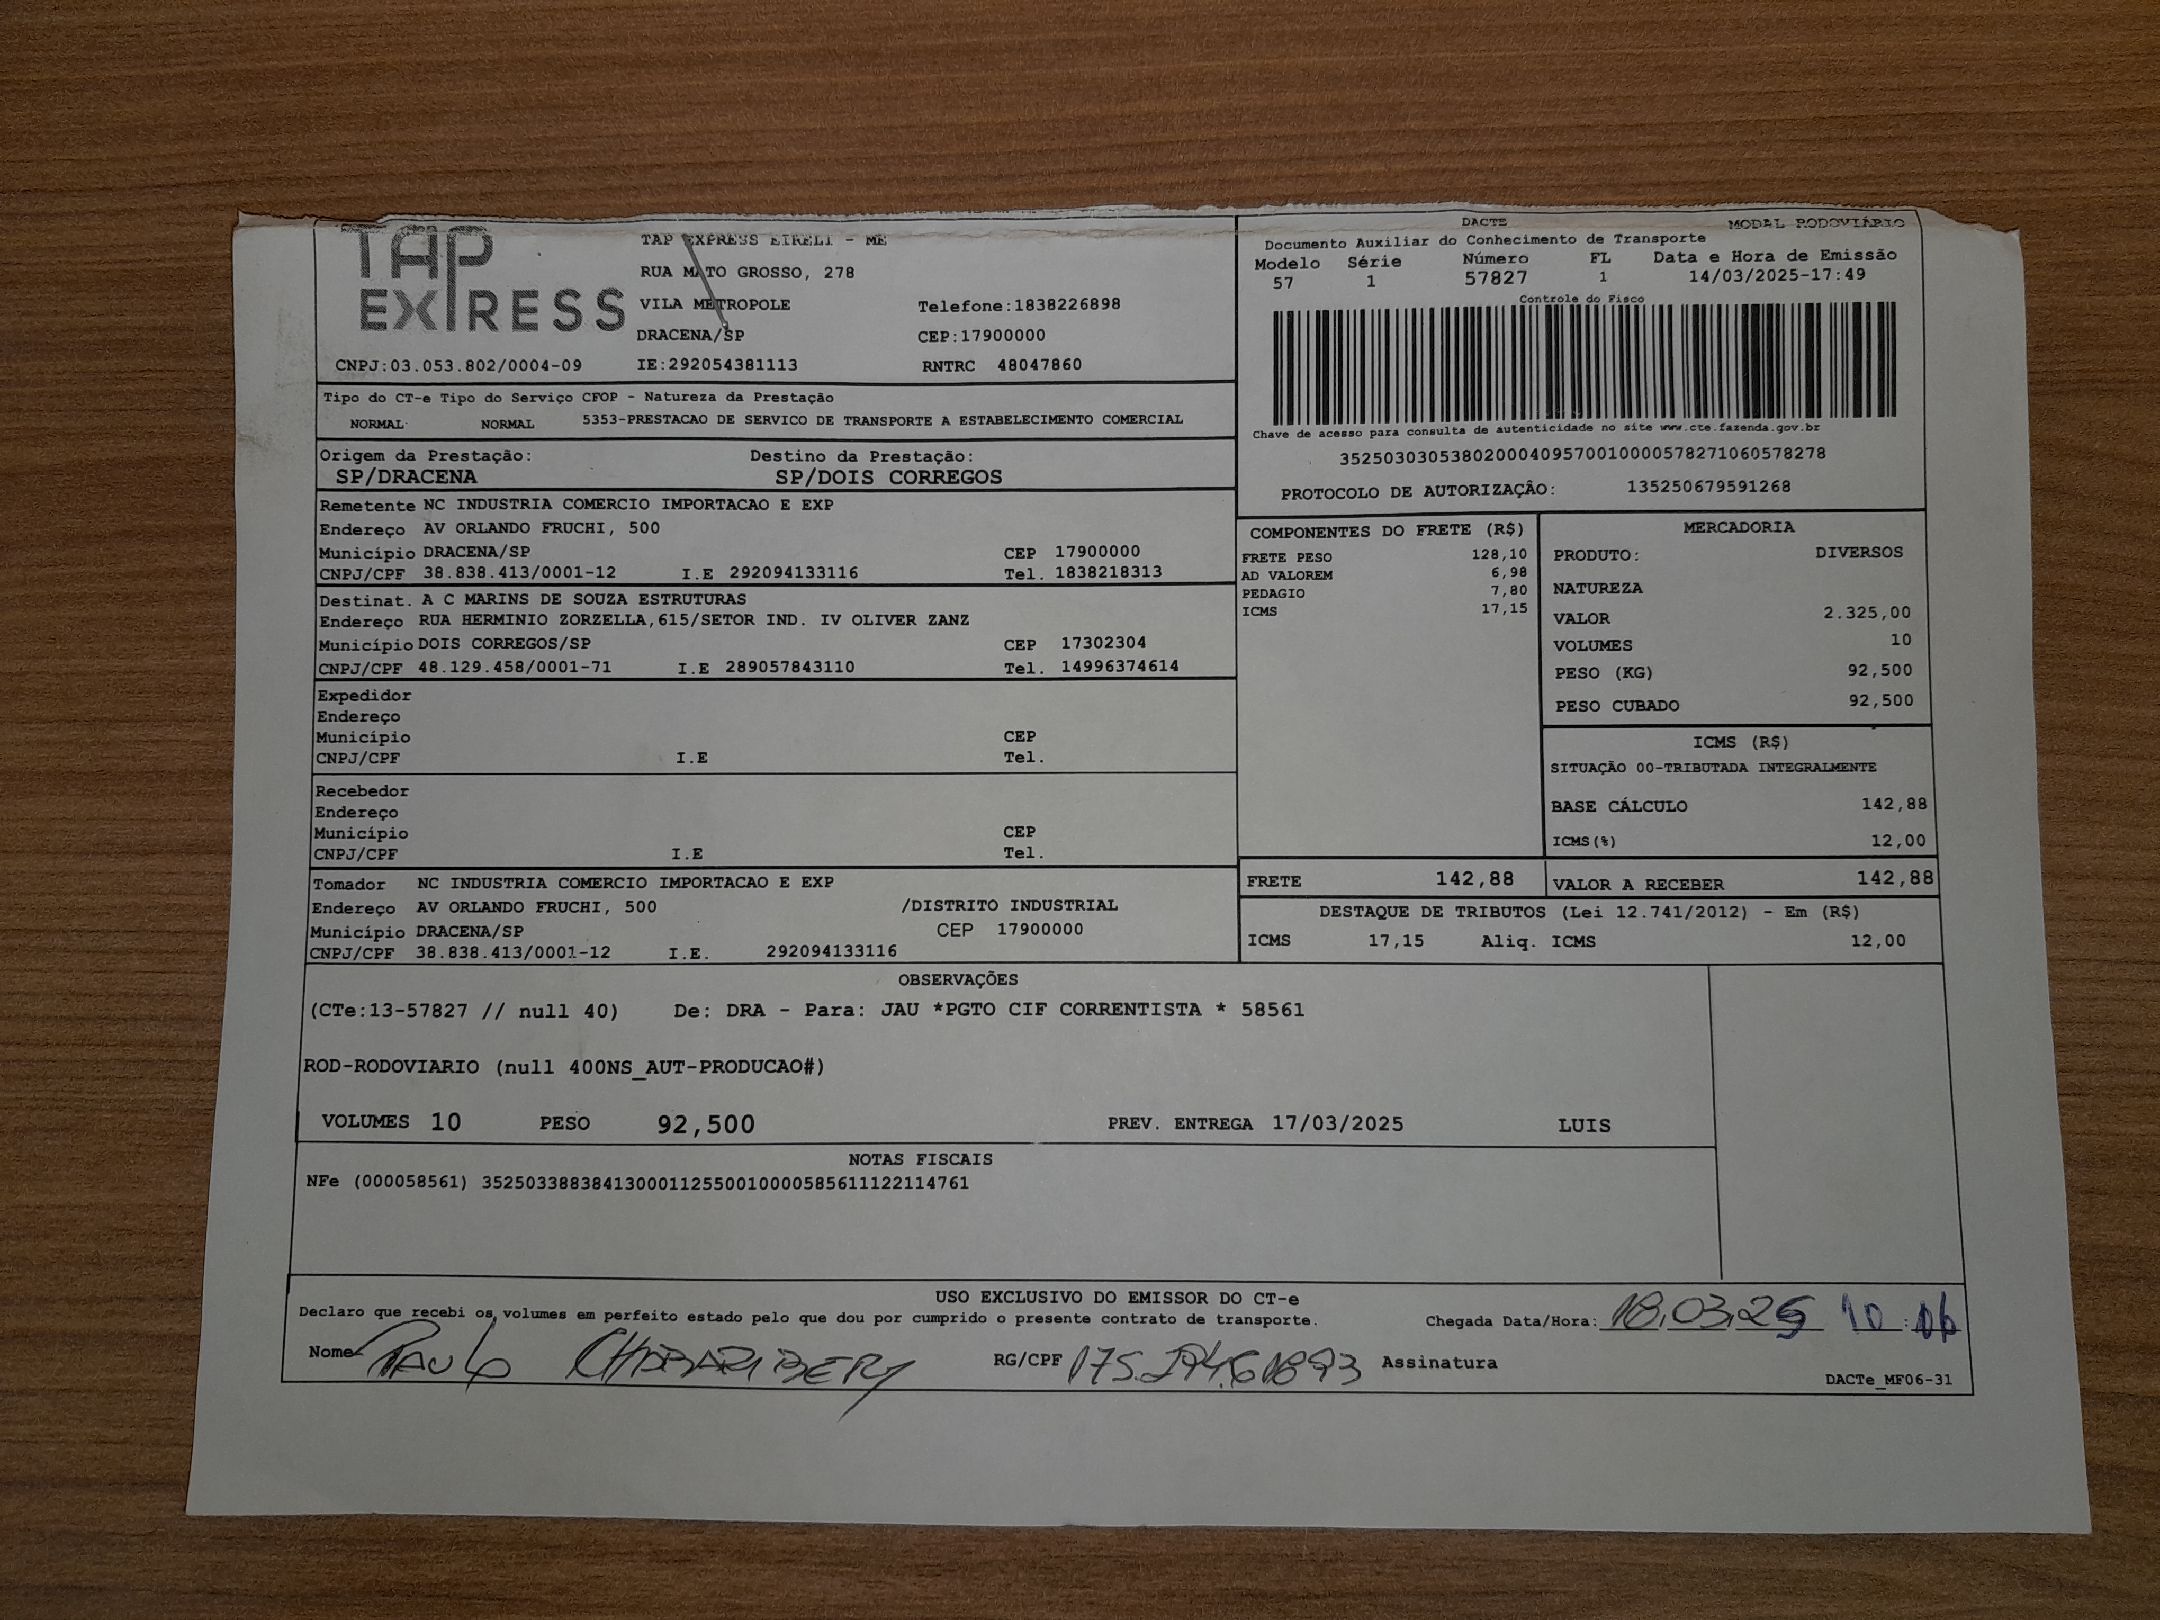 TAP
EXPRESS
TAP EXPRESS EIRELI - ME
RUA MATO GROSSO, 278
VILA METROPOLE Telefone:1838226898
DRACENA/SP CEP:17900000
CNPJ:03.053.802/0004-09 IE:292054381113 RNTRC 48047860
DACTE MODAL RODOVIÁRIO
Documento Auxiliar do Conhecimento de Transporte
Modelo Série Número FL Data e Hora de Emissão
57 1 57827 1 14/03/2025-17:49
Controle do Fisco
Chave de acesso para consulta de autenticidade no site www.cte.fazenda.gov.br
35250303053802000409570010000578271060578278
PROTOCOLO DE AUTORIZAÇÃO: 135250679591268
Tipo do CT-e Tipo do Serviço CFOP - Natureza da Prestação
NORMAL NORMAL 5353-PRESTACAO DE SERVICO DE TRANSPORTE A ESTABELECIMENTO COMERCIAL
Origem da Prestação: Destino da Prestação:
SP/DRACENA SP/DOIS CORREGOS
Remetente NC INDUSTRIA COMERCIO IMPORTACAO E EXP
Endereço AV ORLANDO FRUCHI, 500
Município DRACENA/SP CEP 17900000
CNPJ/CPF 38.838.413/0001-12 I.E 292094133116 Tel. 1838218313
Destinat. A C MARINS DE SOUZA ESTRUTURAS
Endereço RUA HERMINIO ZORZELLA,615/SETOR IND. IV OLIVER ZANZ
Município DOIS CORREGOS/SP CEP 17302304
CNPJ/CPF 48.129.458/0001-71 I.E 289057843110 Tel. 14996374614
Expedidor
Endereço
Município CEP
CNPJ/CPF I.E Tel.
Recebedor
Endereço
Município CEP
CNPJ/CPF I.E Tel.
Tomador NC INDUSTRIA COMERCIO IMPORTACAO E EXP
Endereço AV ORLANDO FRUCHI, 500 /DISTRITO INDUSTRIAL
Município DRACENA/SP CEP 17900000
CNPJ/CPF 38.838.413/0001-12 I.E. 292094133116
COMPONENTES DO FRETE (R$)
FRETE PESO 128,10
AD VALOREM 6,98
PEDAGIO 7,80
ICMS 17,15
MERCADORIA
PRODUTO: DIVERSOS
NATUREZA
VALOR 2.325,00
VOLUMES 10
PESO (KG) 92,500
PESO CUBADO 92,500
ICMS (R$)
SITUAÇÃO 00-TRIBUTADA INTEGRALMENTE
BASE CÁLCULO 142,88
ICMS(%) 12,00
FRETE 142,88 VALOR A RECEBER 142,88
DESTAQUE DE TRIBUTOS (Lei 12.741/2012) - Em (R$)
ICMS 17,15 Aliq. ICMS 12,00
OBSERVAÇÕES
(CTe:13-57827 // null 40) De: DRA - Para: JAU *PGTO CIF CORRENTISTA * 58561
ROD-RODOVIARIO (null 400NS_AUT-PRODUCAO#)
VOLUMES 10 PESO 92,500 PREV. ENTREGA 17/03/2025 LUIS
NOTAS FISCAIS
NFe (000058561) 35250338838413000112550010000585611122114761
USO EXCLUSIVO DO EMISSOR DO CT-e
Declaro que recebi os volumes em perfeito estado pelo que dou por cumprido o presente contrato de transporte. Chegada Data/Hora: 18.03.25 10:06
Nome PAULO RG/CPF Assinatura
DACTe_MF06-31